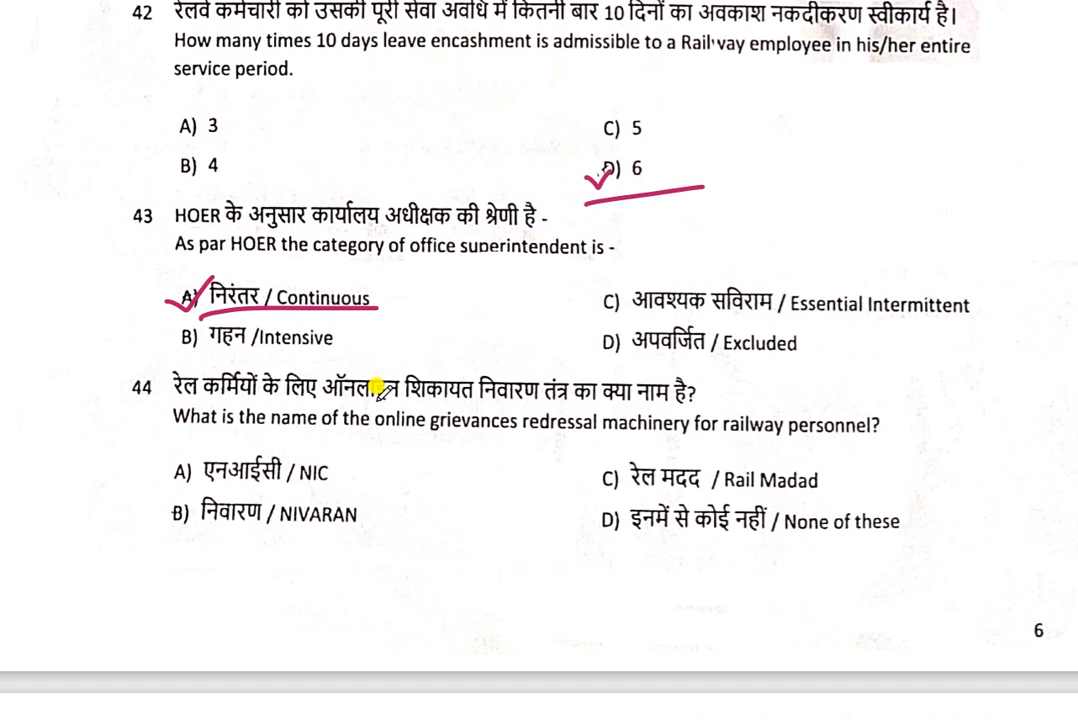 42 रेलवे कर्मचारी को उसकी पूरी सेवा अवधि में कितनी बार 10 दिनों का अवकाश नकदीकरण स्वीकार्य है।
How many times 10 days leave encashment is admissible to a Railway employee in his/her entire
service period.
A) 3
C) 5
B) 4
D) 6
43 HOER के अनुसार कार्यालय अधीक्षक की श्रेणी है -
As par HOER the category of office superintendent is -
A) निरंतर / Continuous
C) आवश्यक सविराम / Essential Intermittent
B) गहन /Intensive
D) अपवर्जित / Excluded
44 रेल कर्मियों के लिए ऑनलाइन शिकायत निवारण तंत्र का क्या नाम है?
What is the name of the online grievances redressal machinery for railway personnel?
A) एनआईसी / NIC
C) रेल मदद / Rail Madad
B) निवारण / NIVARAN
D) इनमें से कोई नहीं / None of these
6